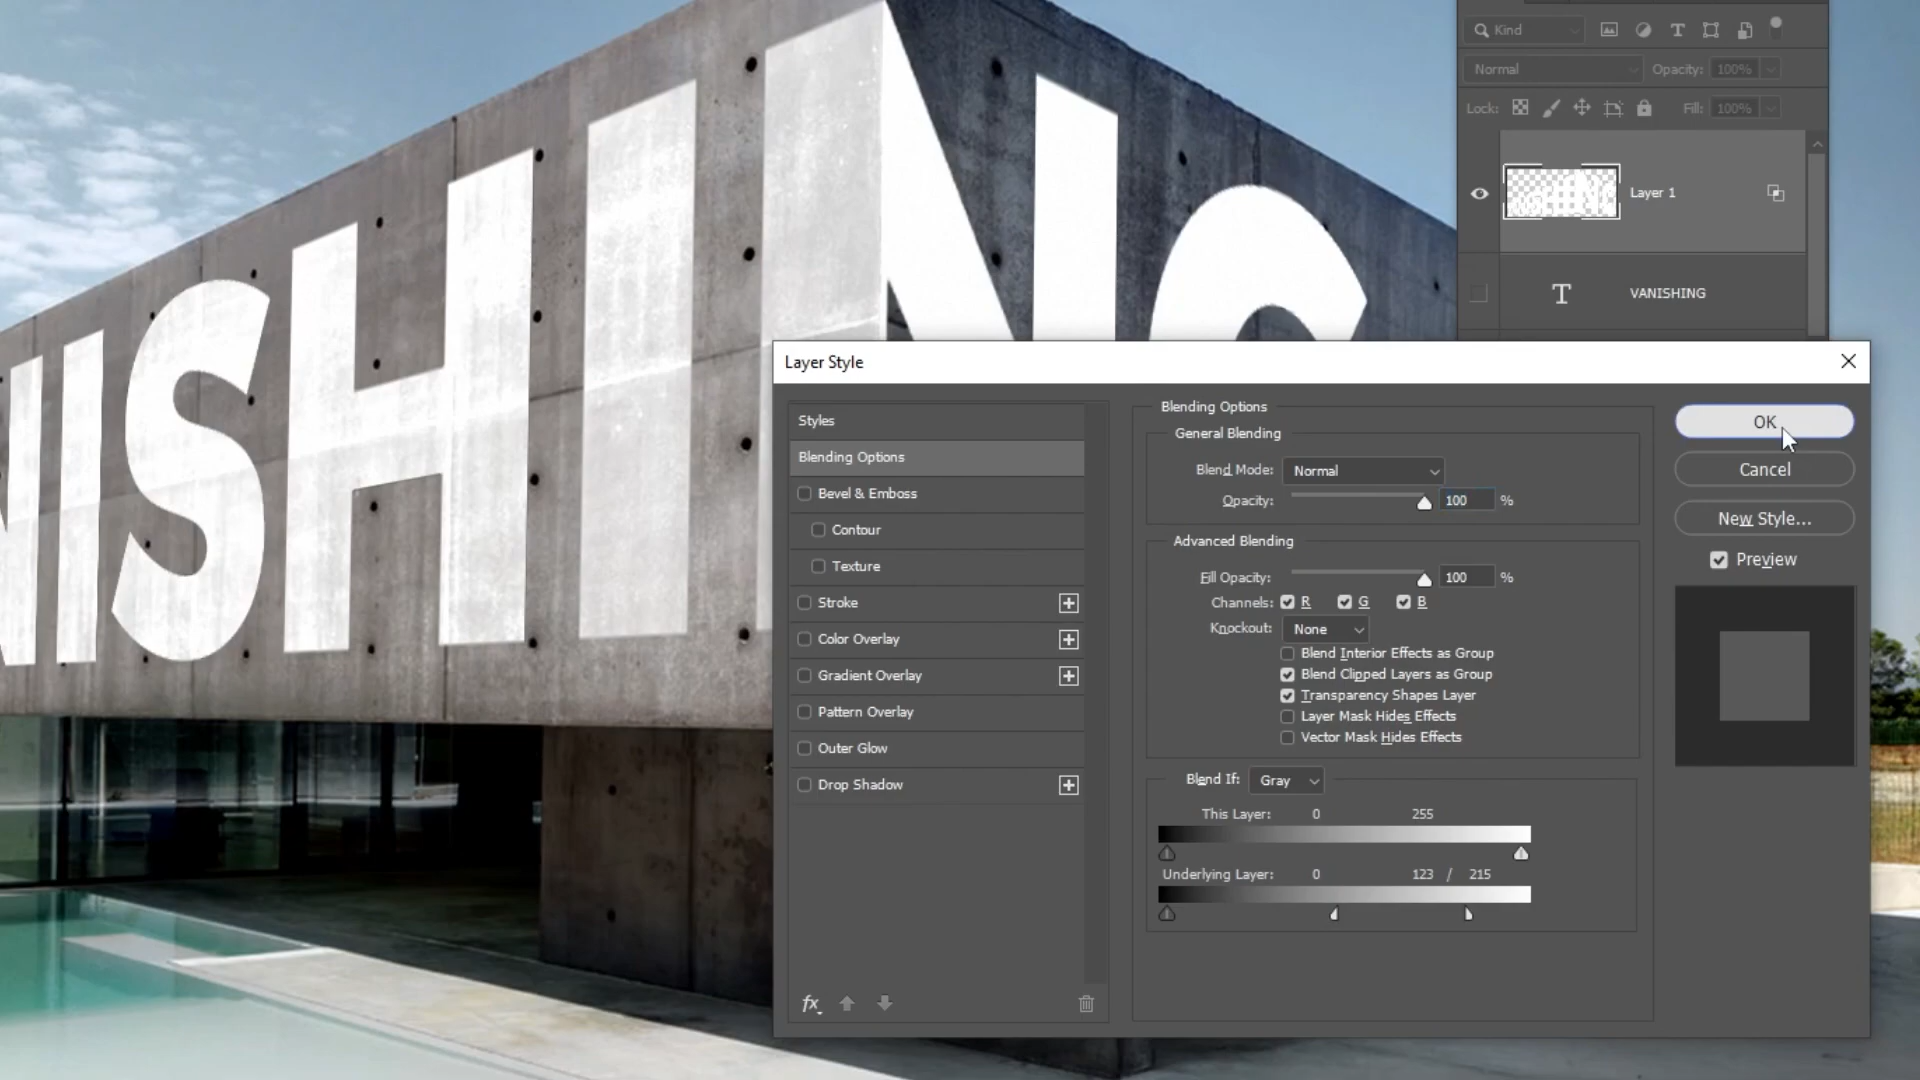 NISHING
Kind
Normal
Opacity: 100%
Lock:
Fill: 100%
Layer 1
T
VANISHING
Layer Style
Styles
Blending Options
Bevel & Emboss
Contour
Texture
Stroke
Color Overlay
Gradient Overlay
Pattern Overlay
Outer Glow
Drop Shadow
fx
Blending Options
General Blending
Blend Mode: Normal
Opacity: 100 %
Advanced Blending
Fill Opacity: 100 %
Channels: R G B
Knockout: None
Blend Interior Effects as Group
Blend Clipped Layers as Group
Transparency Shapes Layer
Layer Mask Hides Effects
Vector Mask Hides Effects
Blend If: Gray
This Layer: 0 255
Underlying Layer: 0 123 / 215
OK
Cancel
New Style...
Preview